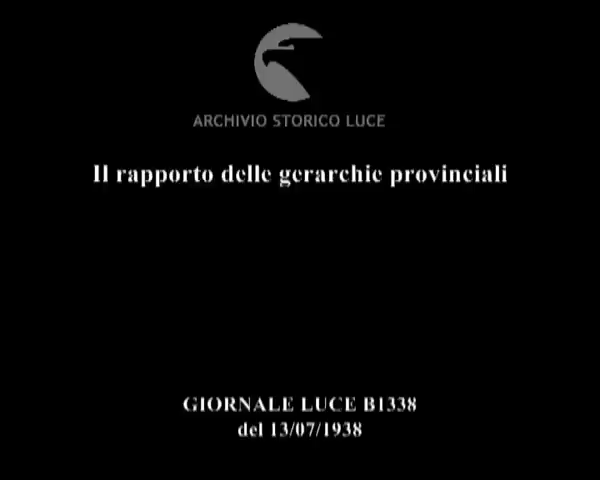 ARCHIVIO STORICO LUCE
Il rapporto delle gerarchie provinciali
GIORNALE LUCE B1338
del 13/07/1938